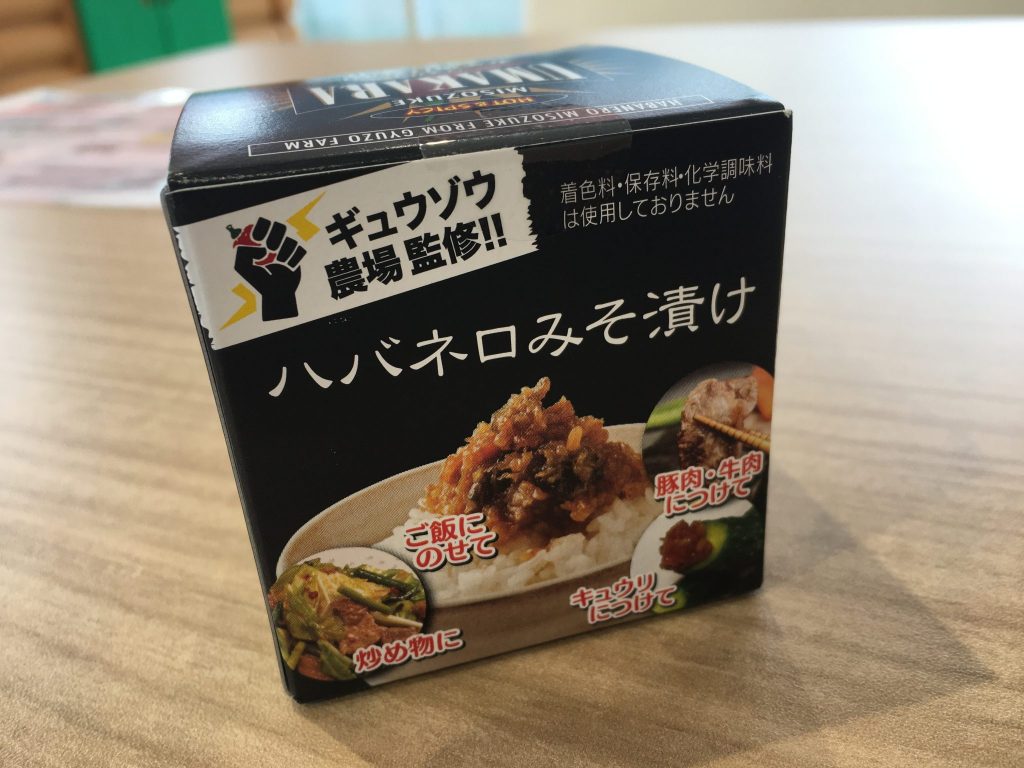 UMAKARA
MISOZUKE
HOT & SPICY
HABANERO MISOZUKE FROM GYUZO FARM
ギュウゾウ
農場 監修!!
着色料・保存料・化学調味料
は使用しておりません
ハバネロみそ漬け
ご飯に
のせて
豚肉・牛肉
につけて
キュウリ
につけて
炒め物に